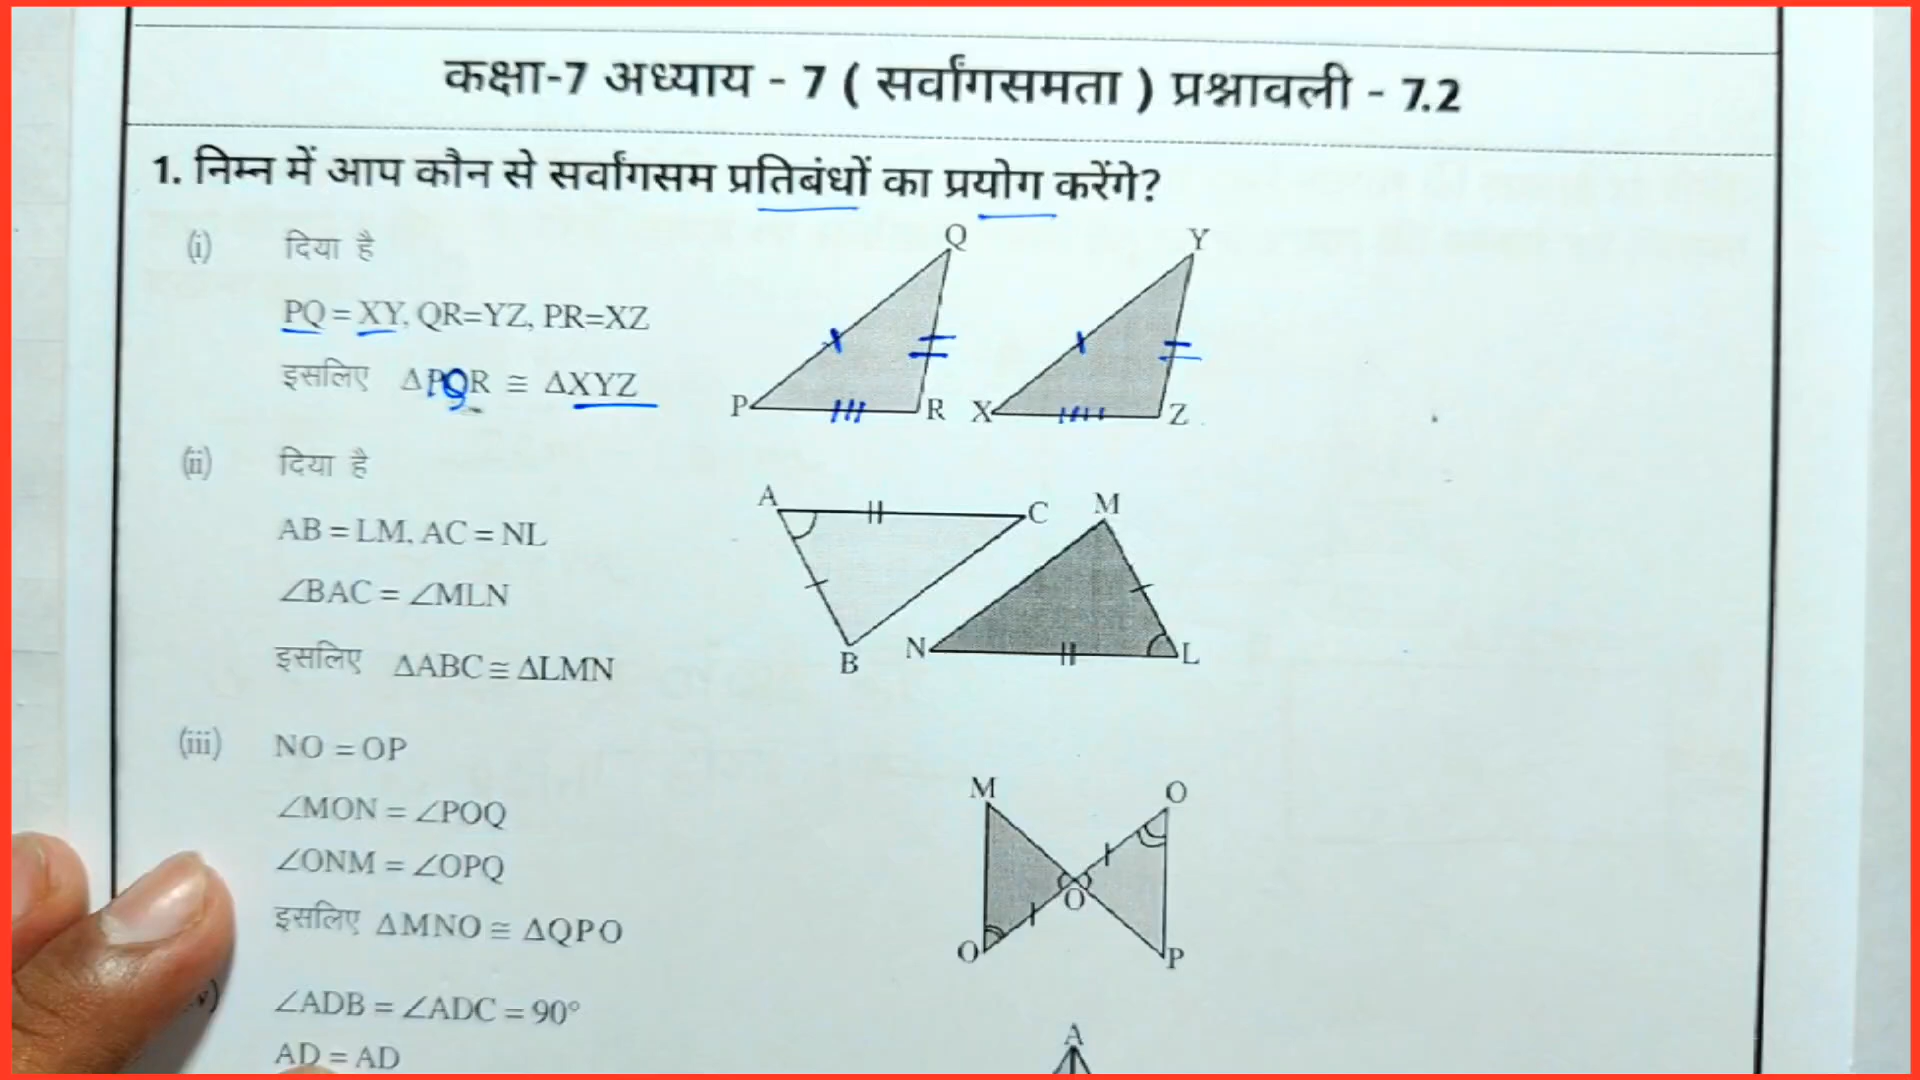 कक्षा-7 अध्याय - 7 ( सर्वांगसमता ) प्रश्नावली - 7.2
1. निम्न में आप कौन से सर्वांगसम प्रतिबंधों का प्रयोग करेंगे?
(i) दिया है
PQ = XY, QR=YZ, PR=XZ
इसलिए ΔPQR ≅ ΔXYZ
Q Y
P R X Z
(ii) दिया है
AB = LM, AC = NL
∠BAC = ∠MLN
इसलिए ΔABC ≅ ΔLMN
A C M
B N L
(iii) NO = OP
∠MON = ∠POQ
∠ONM = ∠OPQ
इसलिए ΔMNO ≅ ΔQPO
M O
O
O P
∠ADB = ∠ADC = 90°
AD = AD
A